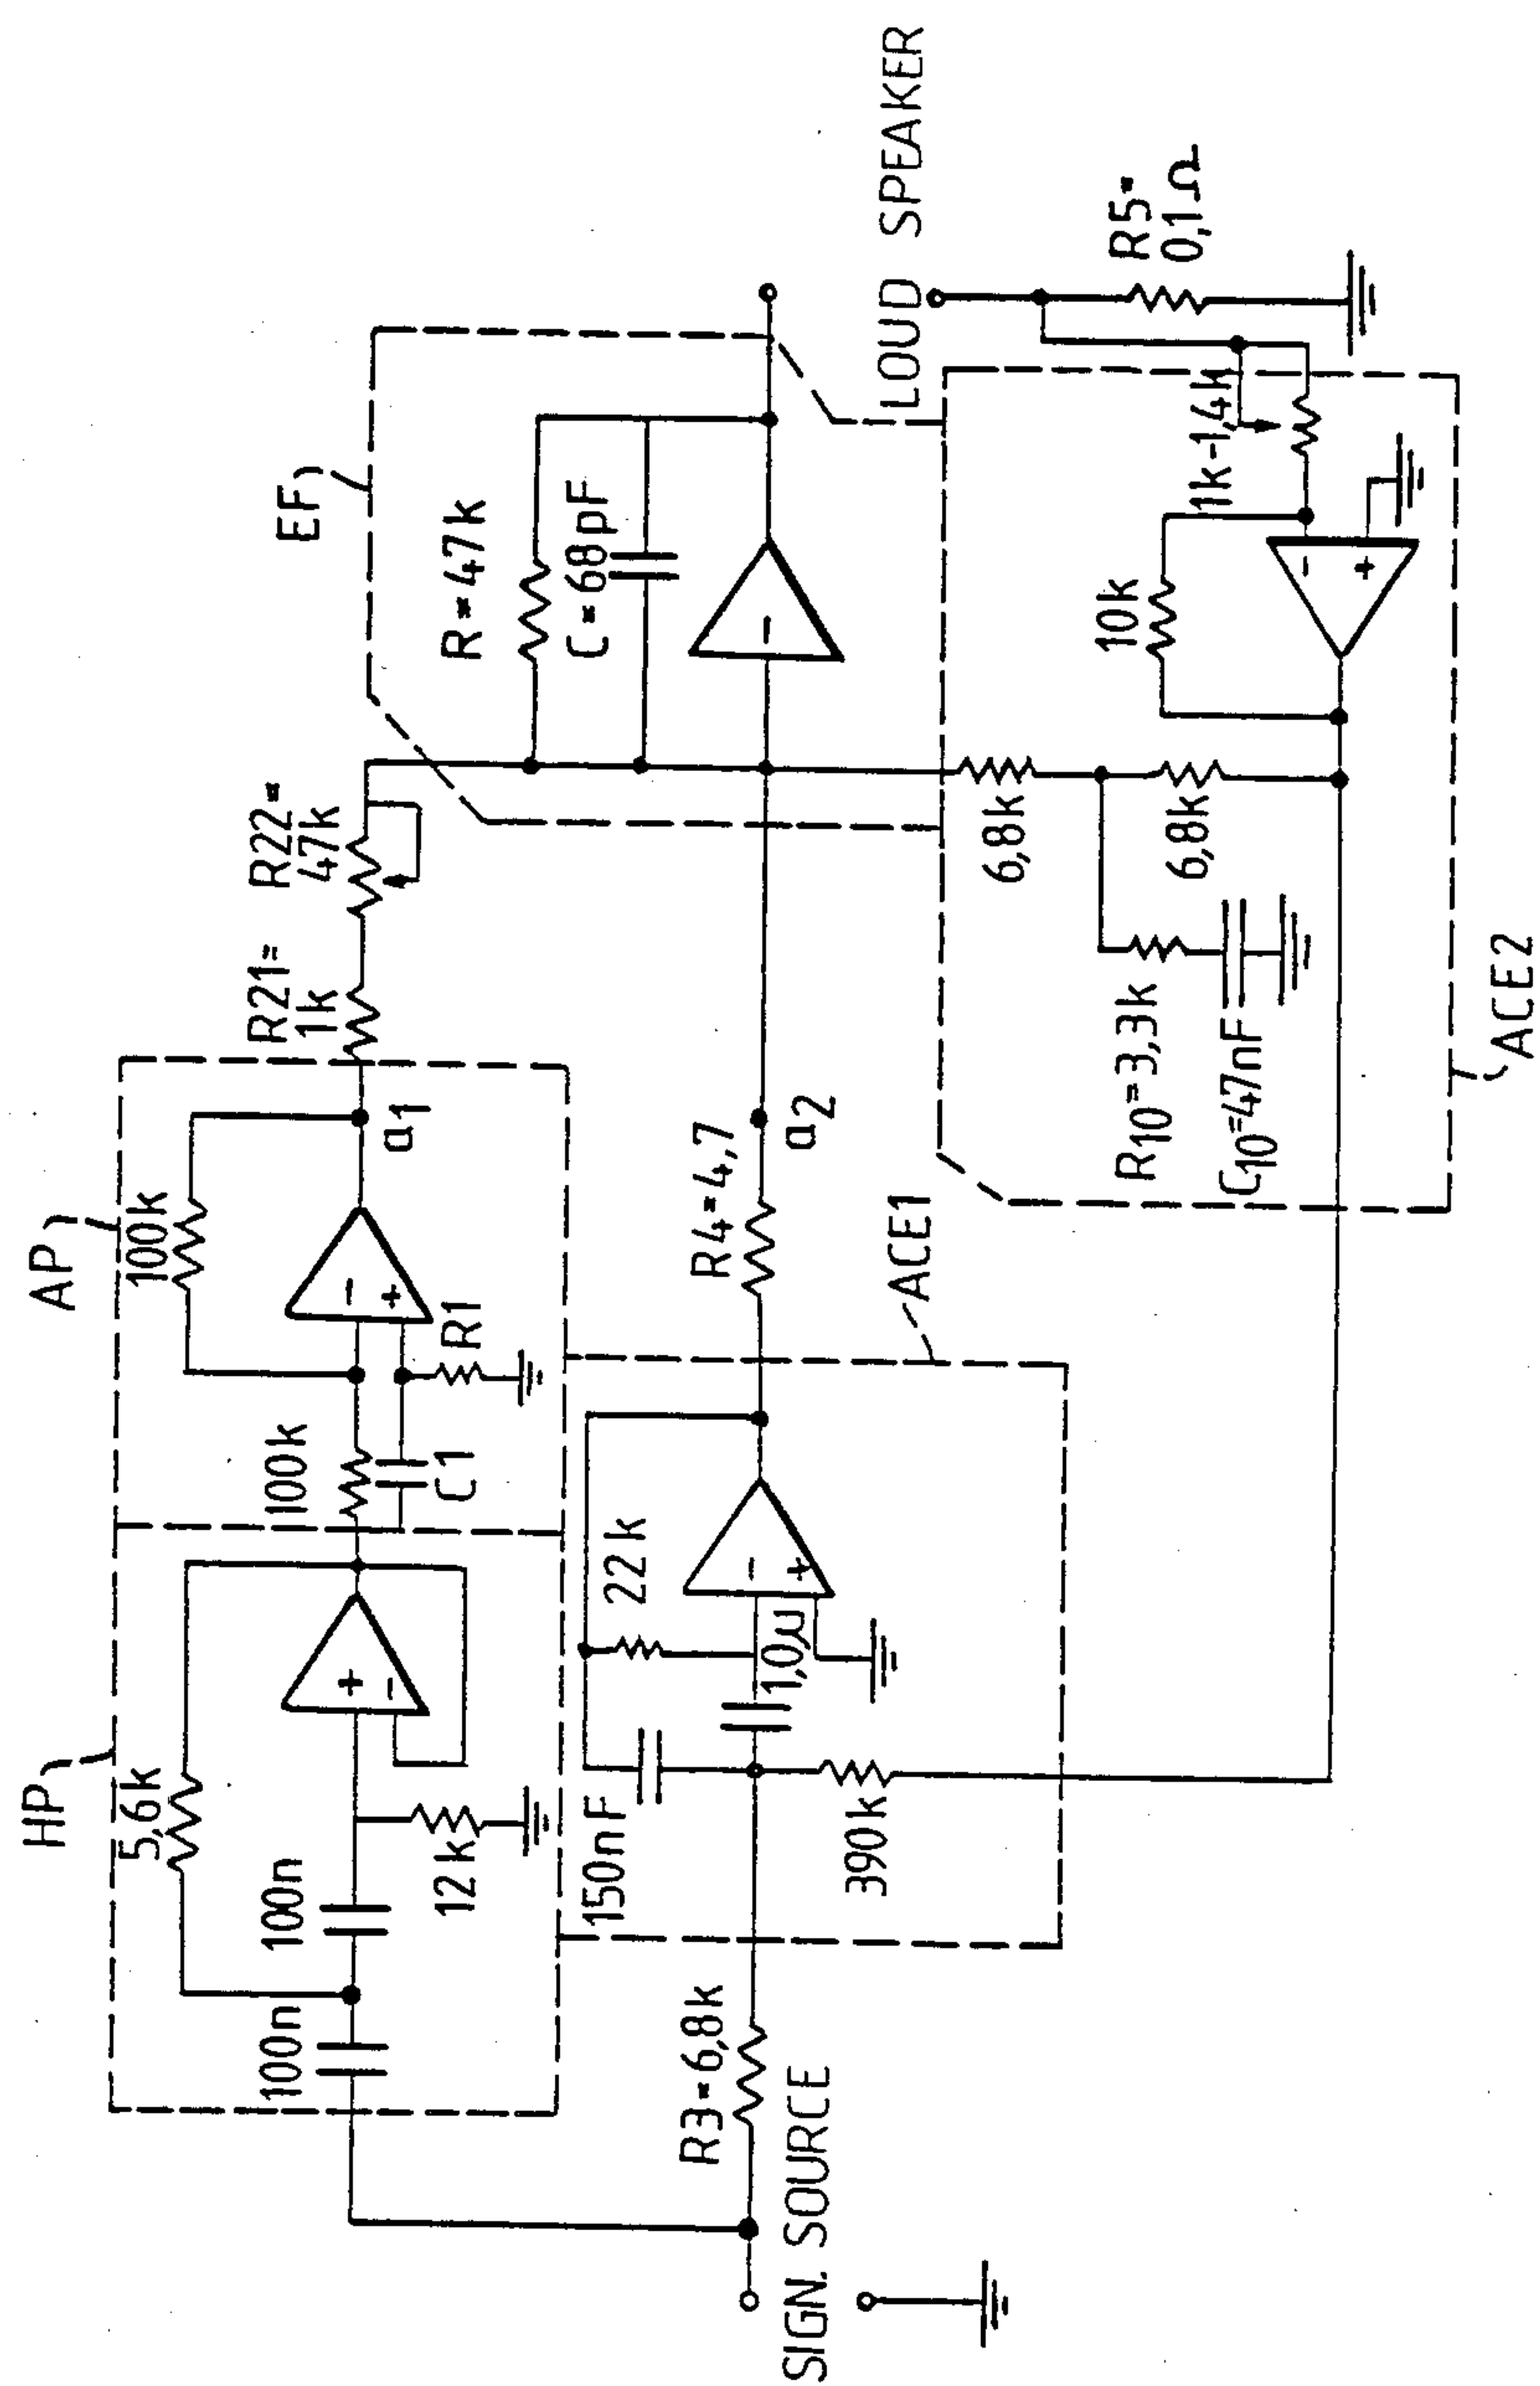 HP
AP
EF
5,6k
100k
R21=
1k
R22=
47k
100n
100n
12k
100k
C1
R1
+
−
−
+
a1
R=47k
C=68pF
−
150nF
22k
R3=6,8k
1,0µ
−
+
R4=4,7
a2
SIGN. SOURCE
390k
ACE1
LOUD SPEAKER
6,8k
10k
1k-1,4k
R5=
0,1Ω
R10=3,3k
6,8k
C10=47nF
−
+
ACE2